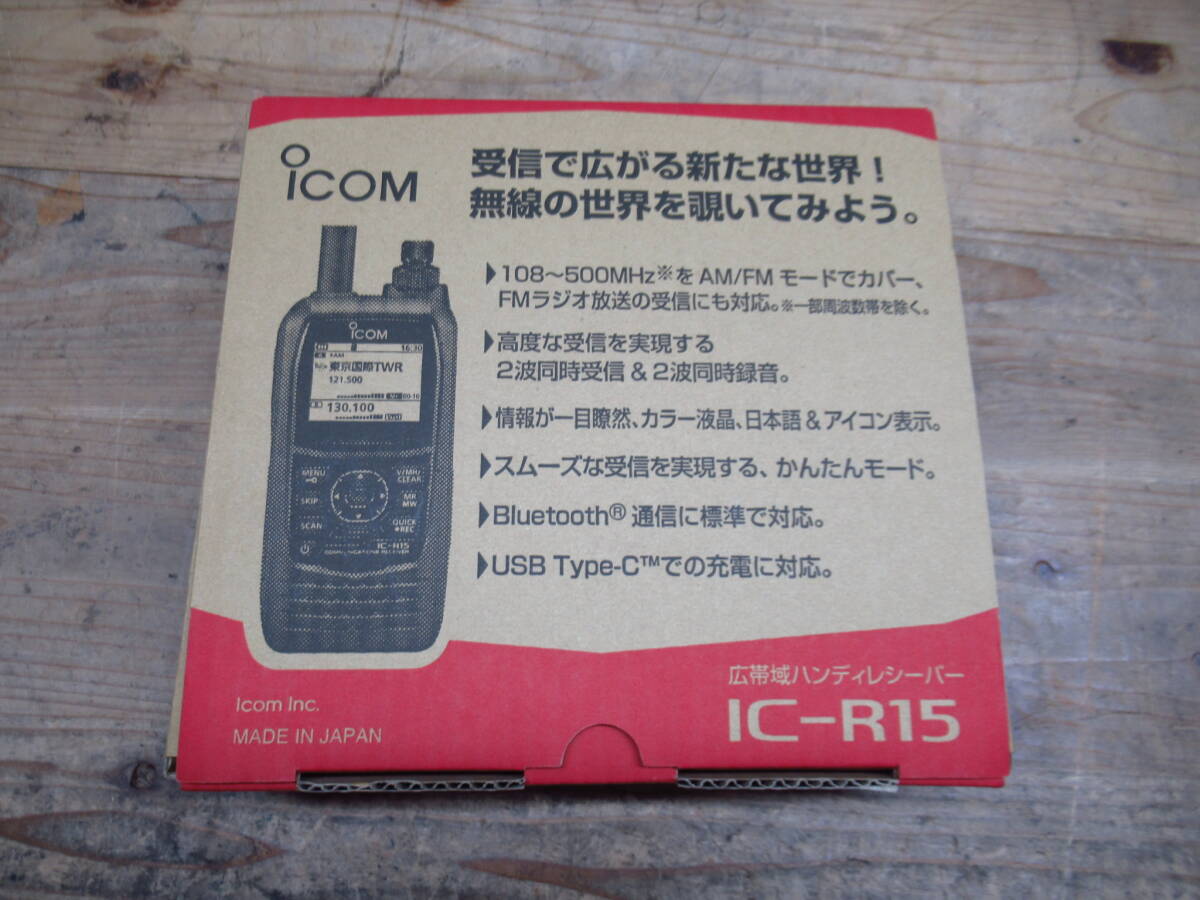 ICOM
受信で広がる新たな世界！
無線の世界を覗いてみよう。
▶108～500MHz※をAM/FMモードでカバー、
FMラジオ放送の受信にも対応。※一部周波数帯を除く。
▶高度な受信を実現する
2波同時受信&2波同時録音。
▶情報が一目瞭然、カラー液晶、日本語&アイコン表示。
▶スムーズな受信を実現する、かんたんモード。
▶Bluetooth® 通信に標準で対応。
▶USB Type-C™での充電に対応。
ICOM
16:30
東京国際TWR
121.500
130.100
MENU
V/MHz
CLEAR
SKIP
MR
MW
SCAN
QUICK
●REC
IC-R15
COMMUNICATIONS RECEIVER
広帯域ハンディレシーバー
IC-R15
Icom Inc.
MADE IN JAPAN